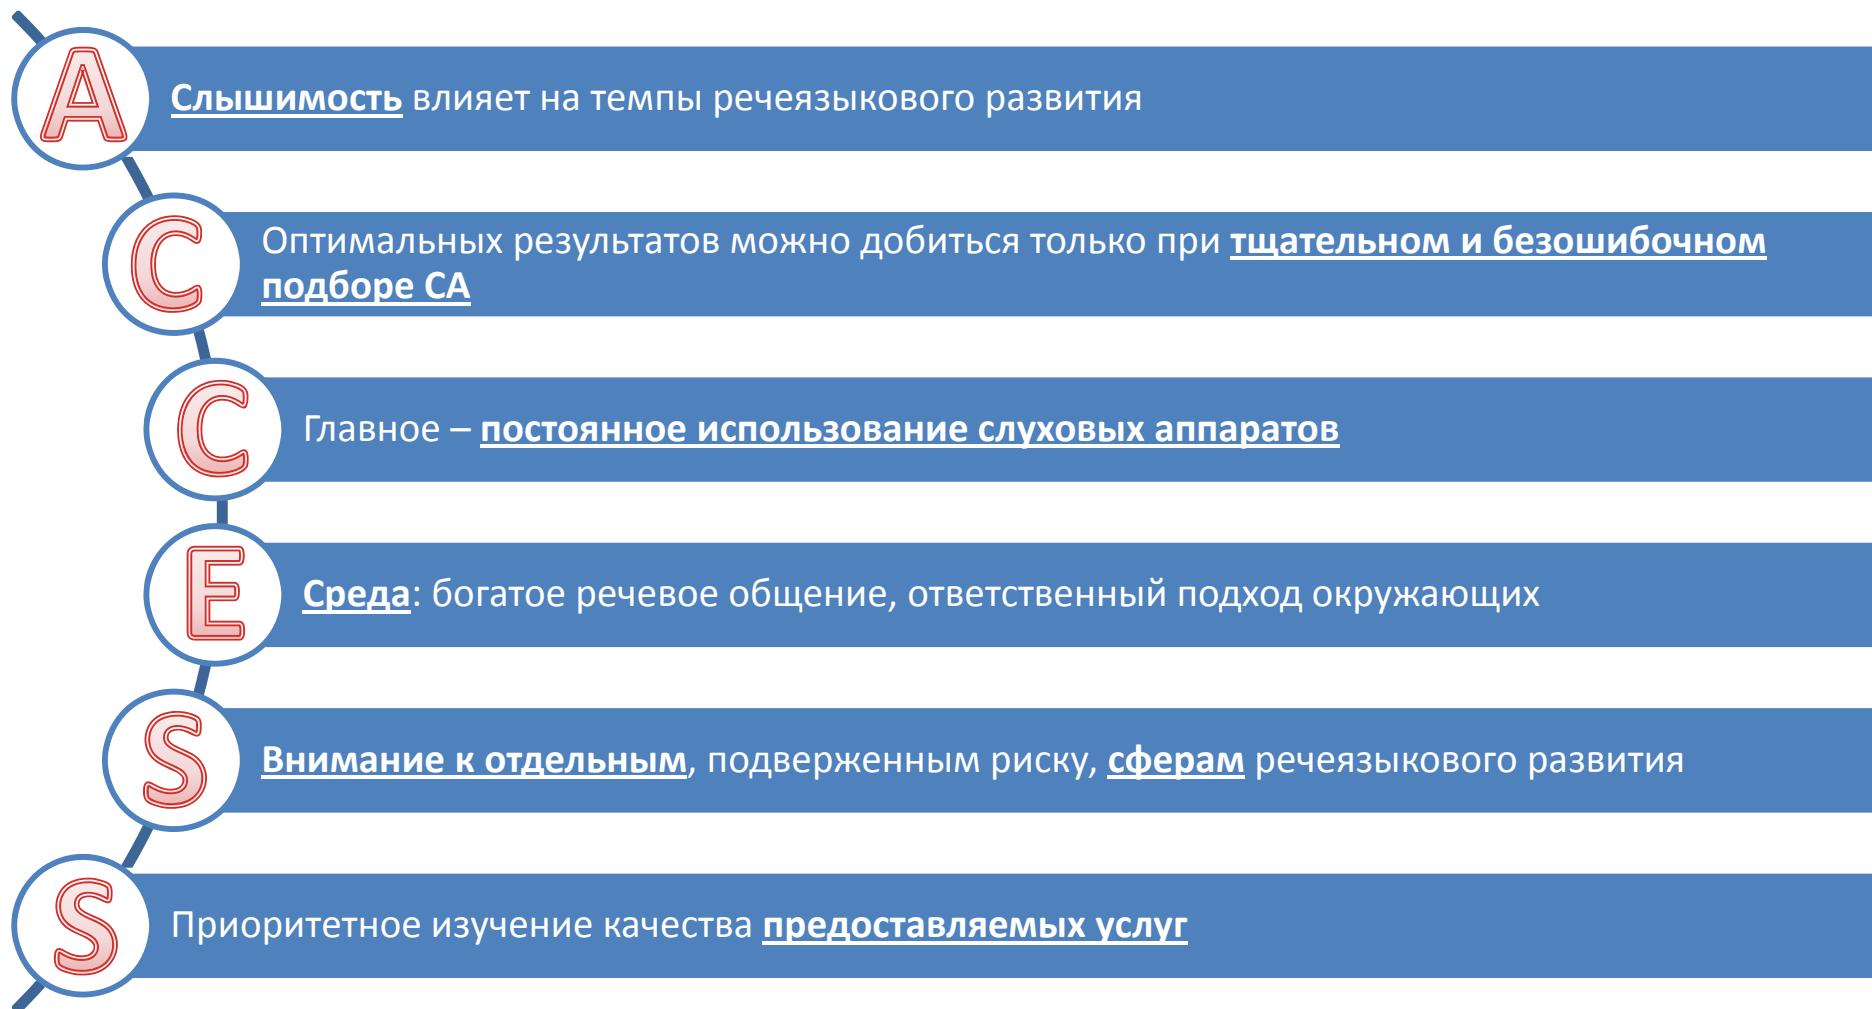 A
Слышимость влияет на темпы речеязыкового развития
C
Оптимальных результатов можно добиться только при тщательном и безошибочном
подборе СА
C
Главное – постоянное использование слуховых аппаратов
E
Среда: богатое речевое общение, ответственный подход окружающих
S
Внимание к отдельным, подверженным риску, сферам речеязыкового развития
S
Приоритетное изучение качества предоставляемых услуг